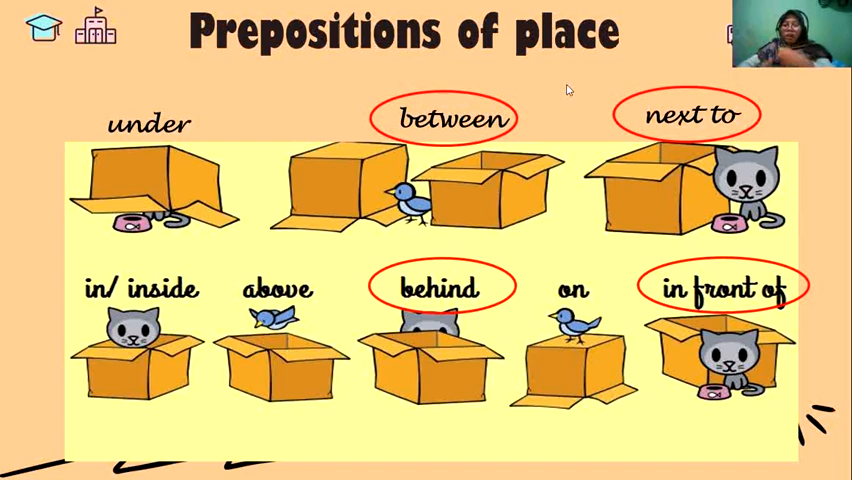 Prepositions of place
under
between
next to
in/ inside
above
behind
on
in front of